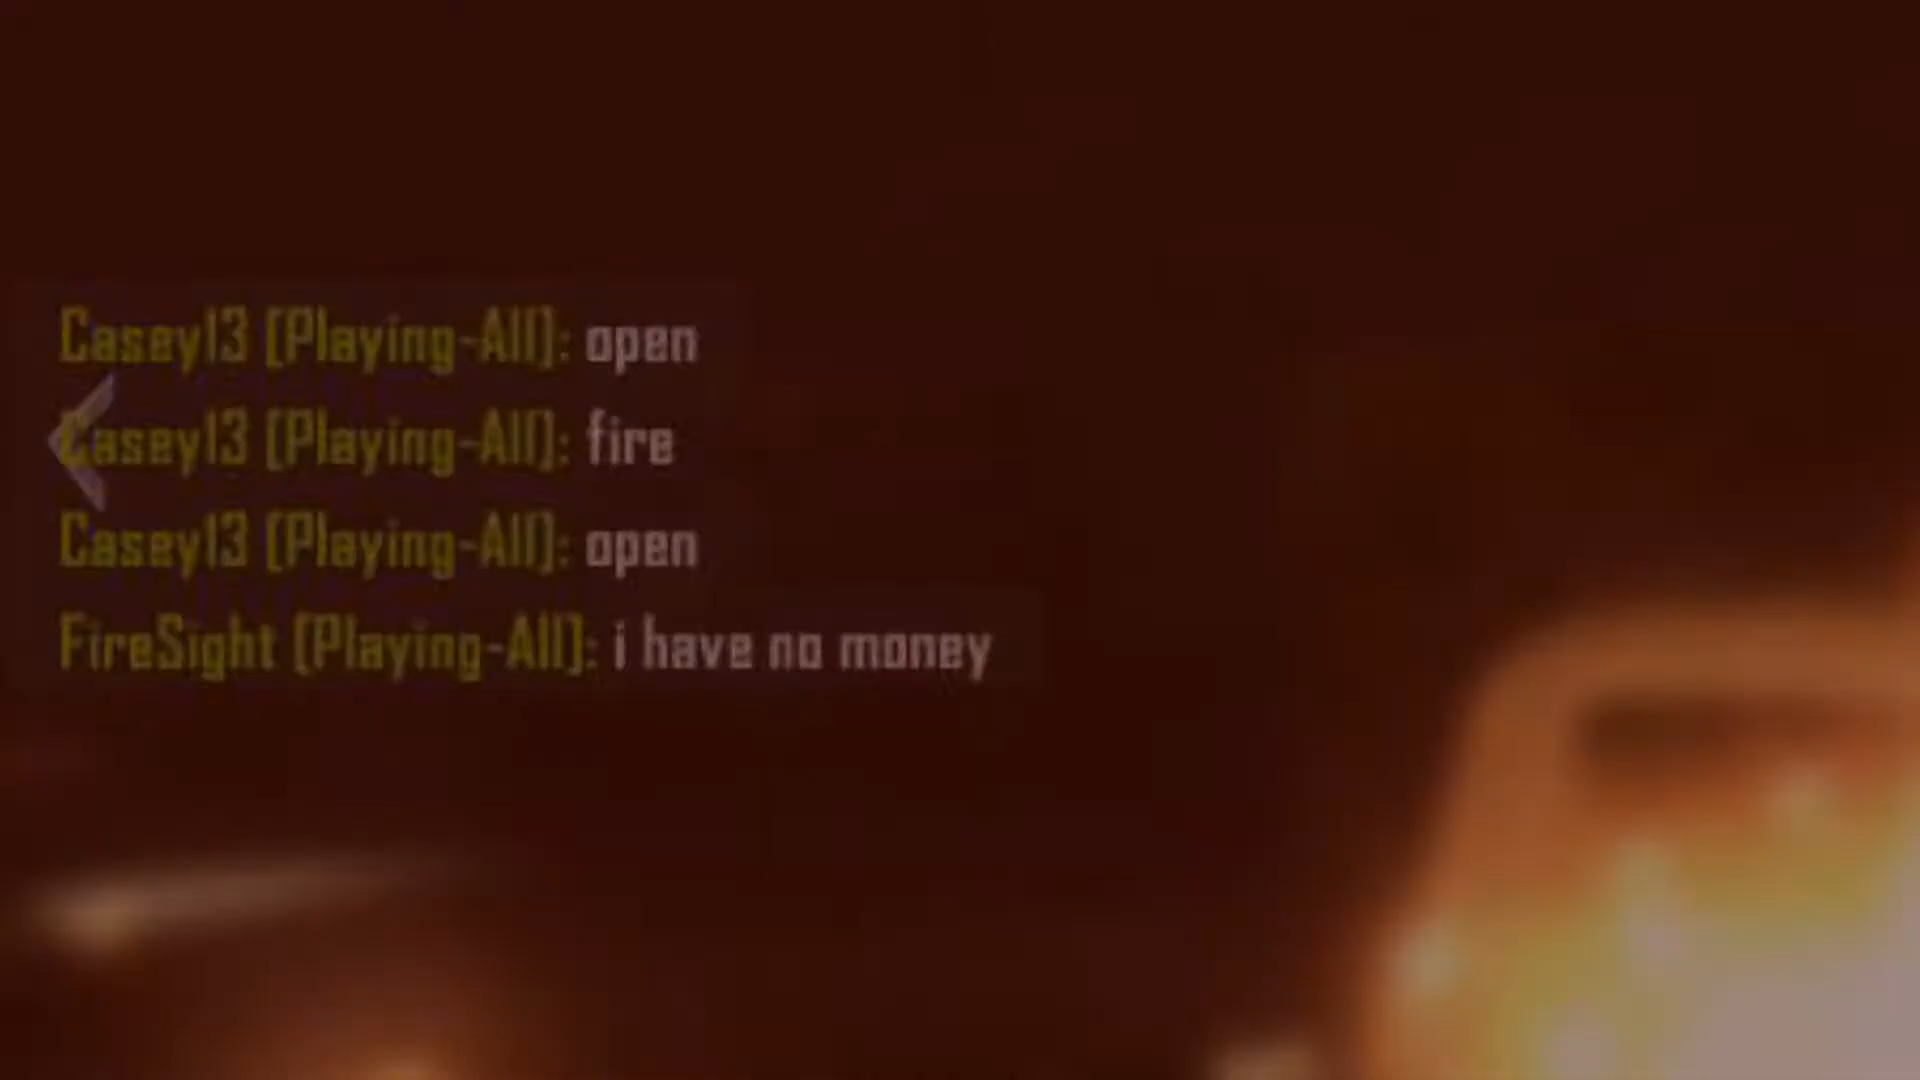 Casey13 [Playing-All]: open
Casey13 [Playing-All]: fire
Casey13 [Playing-All]: open
FireSight [Playing-All]: i have no money